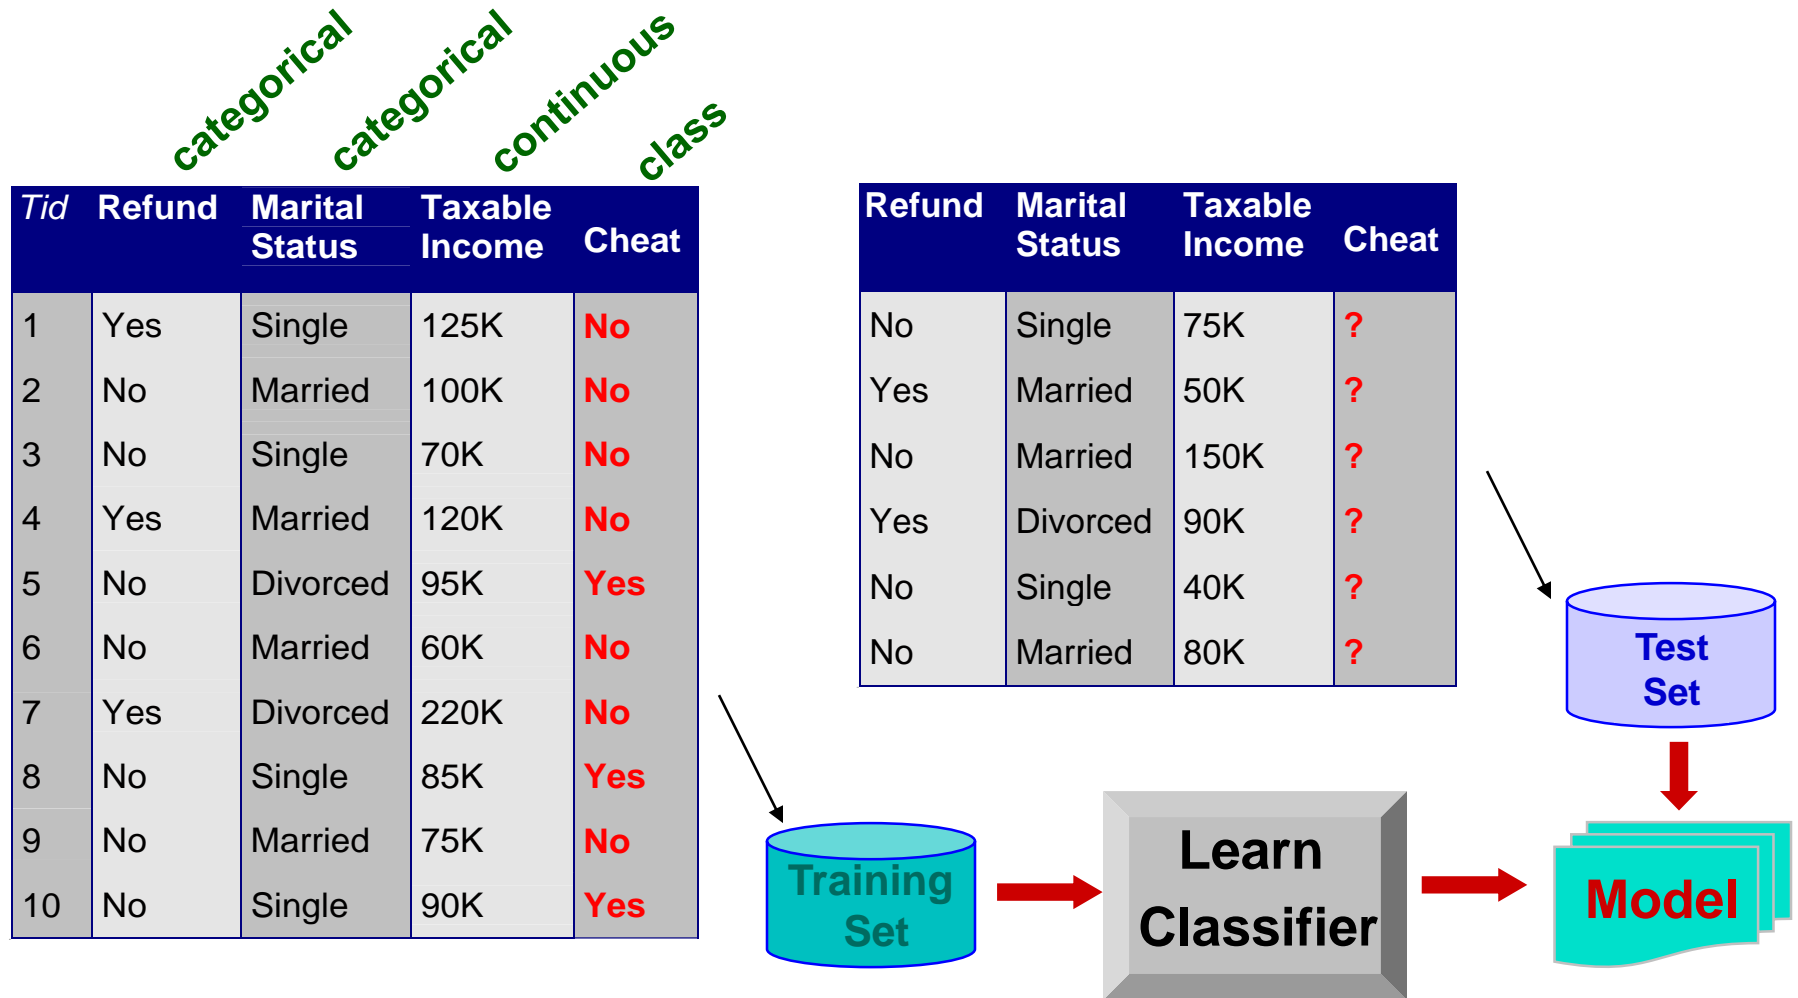 categorical
categorical
continuous
class
Tid Refund Marital Status Taxable Income Cheat
1 Yes Single 125K No
2 No Married 100K No
3 No Single 70K No
4 Yes Married 120K No
5 No Divorced 95K Yes
6 No Married 60K No
7 Yes Divorced 220K No
8 No Single 85K Yes
9 No Married 75K No
10 No Single 90K Yes
Refund Marital Status Taxable Income Cheat
No Single 75K ?
Yes Married 50K ?
No Married 150K ?
Yes Divorced 90K ?
No Single 40K ?
No Married 80K ?
Test
Set
Training
Set
Learn
Classifier
Model